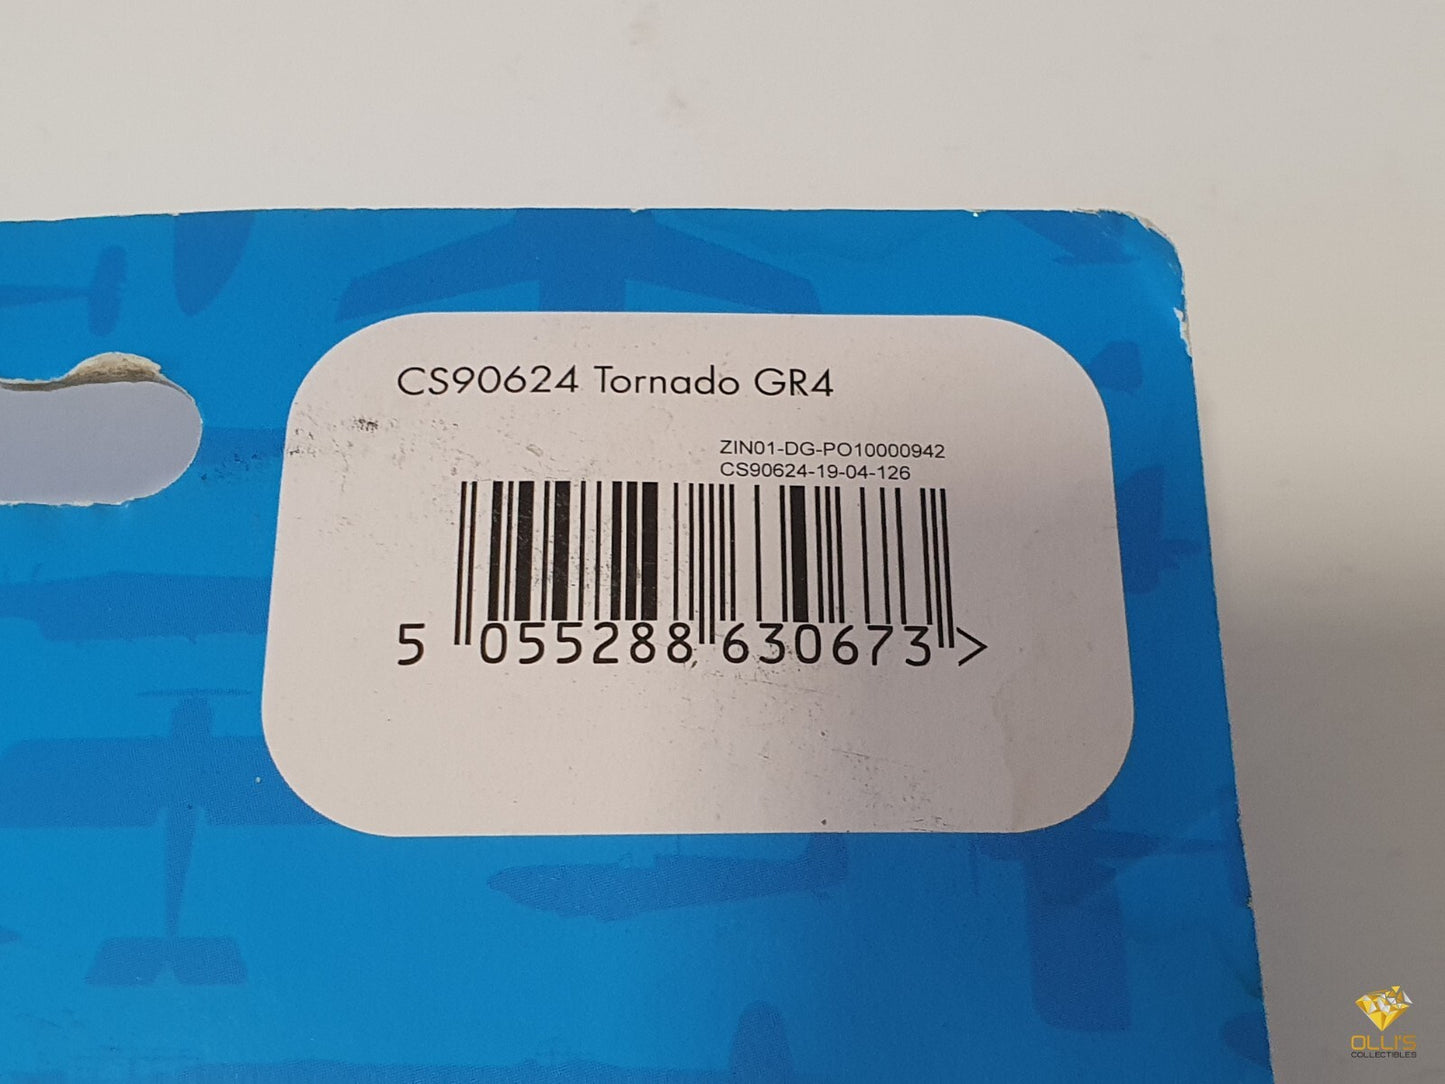 CS90624 Tornado GR4
ZIN01-DG-PO10000942
CS90624-19-04-126
5 055288 630673 >
OLLI'S
COLLECTIBLES